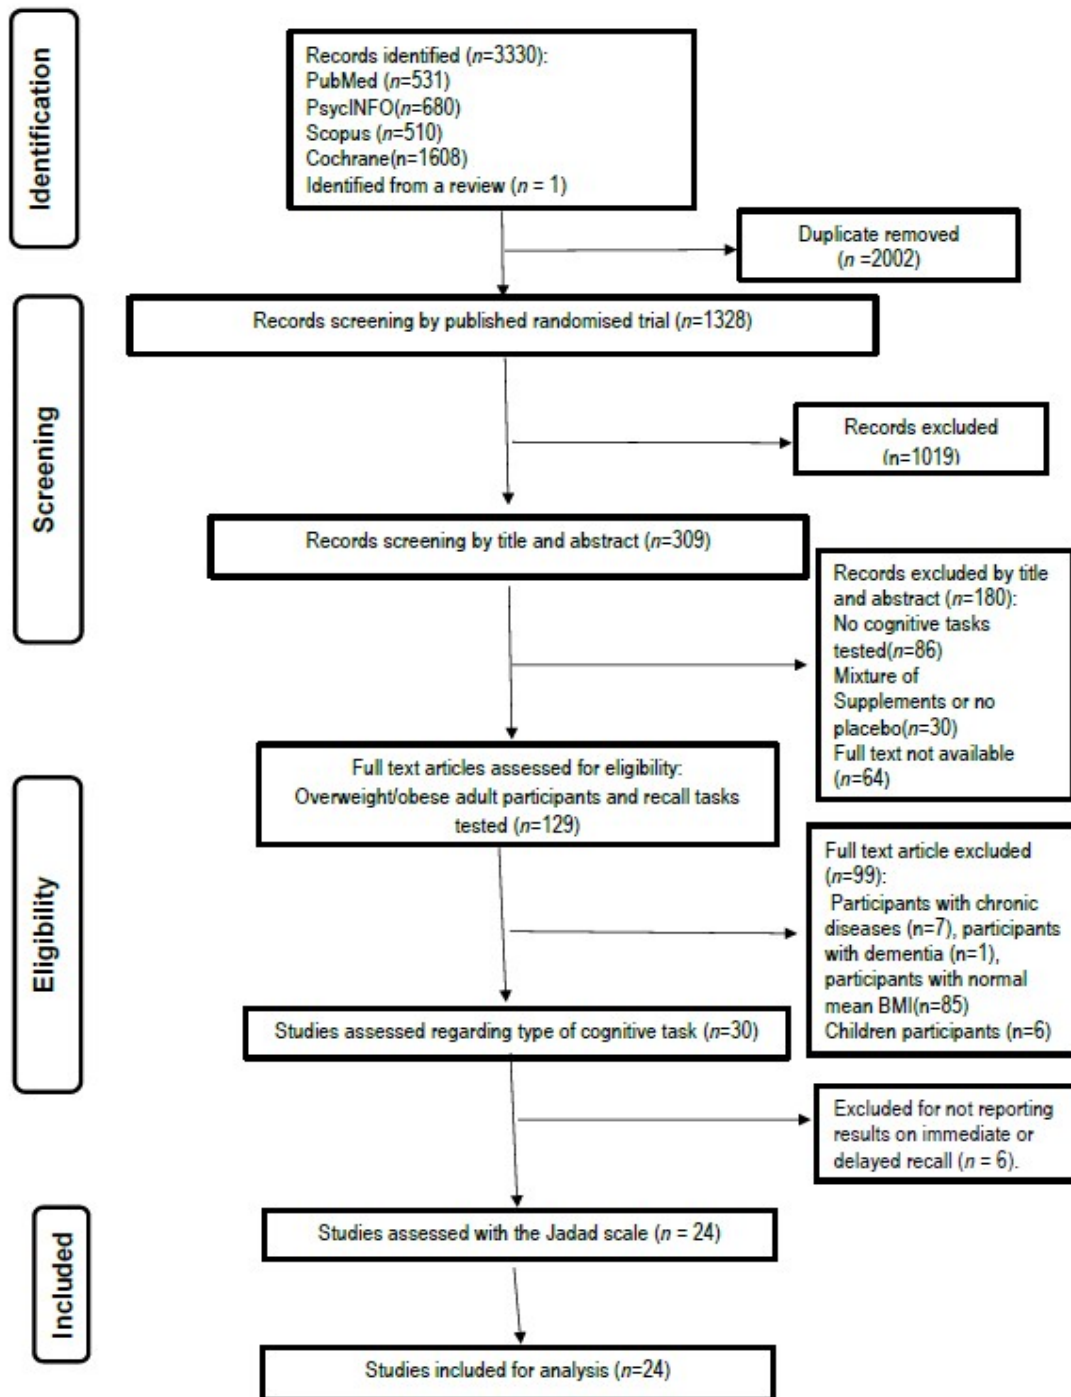 Identification
Records identified (n=3330):
PubMed (n=531)
PsycINFO(n=680)
Scopus (n=510)
Cochrane(n=1608)
Identified from a review (n = 1)
Duplicate removed
(n =2002)
Screening
Records screening by published randomised trial (n=1328)
Records excluded
(n=1019)
Records screening by title and abstract (n=309)
Records excluded by title
and abstract (n=180):
No cognitive tasks
tested(n=86)
Mixture of
Supplements or no
placebo(n=30)
Full text not available
(n=64)
Eligibility
Full text articles assessed for eligibility:
Overweight/obese adult participants and recall tasks
tested (n=129)
Full text article excluded
(n=99):
Participants with chronic
diseases (n=7), participants
with dementia (n=1),
participants with normal
mean BMI(n=85)
Children participants (n=6)
Studies assessed regarding type of cognitive task (n=30)
Excluded for not reporting
results on immediate or
delayed recall (n = 6).
Included
Studies assessed with the Jadad scale (n = 24)
Studies included for analysis (n=24)